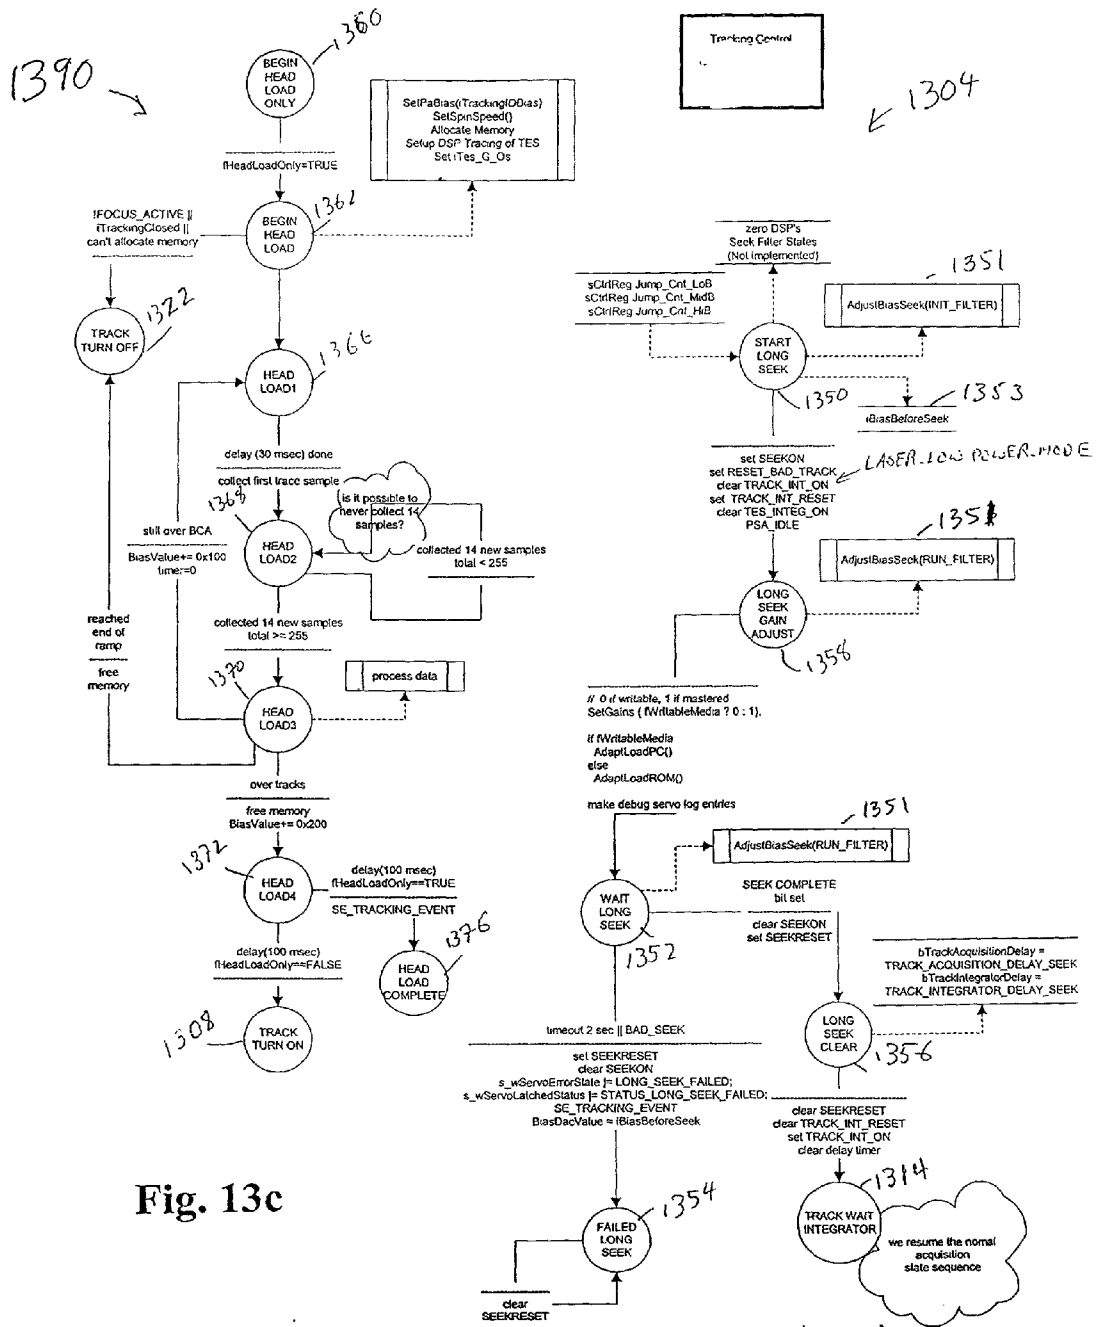 1390
1360
BEGIN
HEAD
LOAD
ONLY
fHeadLoadOnly=TRUE
SetPaBias(iTrackingIDBias)
SetSpinSpeed()
Allocate Memory
Setup DSP Tracing of TES
Set iTes_G_Os
Tracking Control
1304
1362
BEGIN
HEAD
LOAD
!FOCUS_ACTIVE ||
iTrackingClosed ||
can't allocate memory
1322
TRACK
TURN OFF
1366
HEAD
LOAD1
delay (30 msec) done
collect first trace sample
1368
is it possible to
never collect 14
samples?
HEAD
LOAD2
collected 14 new samples
total < 255
still over BCA
BiasValue+= 0x100
timer=0
collected 14 new samples
total >= 255
reached
end of
ramp
free
memory
1370
HEAD
LOAD3
process data
over tracks
free memory
BiasValue+= 0x200
1372
HEAD
LOAD4
delay(100 msec)
fHeadLoadOnly==TRUE
SE_TRACKING_EVENT
1376
HEAD
LOAD
COMPLETE
delay(100 msec)
fHeadLoadOnly==FALSE
1308
TRACK
TURN ON
zero DSP's
Seek Filter States
(Not implemented)
sCtrlReg Jump_Cnt_LoB
sCtrlReg Jump_Cnt_MidB
sCtrlReg Jump_Cnt_HiB
1351
AdjustBiasSeek(INIT_FILTER)
START
LONG
SEEK
1350
1353
iBiasBeforeSeek
set SEEKON
set RESET_BAD_TRACK
clear TRACK_INT_ON
set TRACK_INT_RESET
clear TES_INTEG_ON
PSA_IDLE
LASER_LOW POWER_MODE
1351
AdjustBiasSeek(RUN_FILTER)
LONG
SEEK
GAIN
ADJUST
1358
// 0 if writable, 1 if mastered
SetGains ( fWritableMedia ? 0 : 1),
if fWritableMedia
AdaptLoadPC()
else
AdaptLoadROM()
make debug servo log entries
1351
AdjustBiasSeek(RUN_FILTER)
WAIT
LONG
SEEK
1352
SEEK COMPLETE
bit set
clear SEEKON
set SEEKRESET
bTrackAcquisitionDelay =
TRACK_ACQUISITION_DELAY_SEEK
bTrackIntegratorDelay =
TRACK_INTEGRATOR_DELAY_SEEK
LONG
SEEK
CLEAR
1356
timeout 2 sec || BAD_SEEK
set SEEKRESET
clear SEEKON
s_wServoErrorState |= LONG_SEEK_FAILED;
s_wServoLatchedStatus |= STATUS_LONG_SEEK_FAILED;
SE_TRACKING_EVENT
BiasDacValue = iBiasBeforeSeek
clear SEEKRESET
clear TRACK_INT_RESET
set TRACK_INT_ON
clear delay timer
1314
TRACK WAIT
INTEGRATOR
we resume the nomal
acquisition
slate sequence
1354
FAILED
LONG
SEEK
clear
SEEKRESET
Fig. 13c